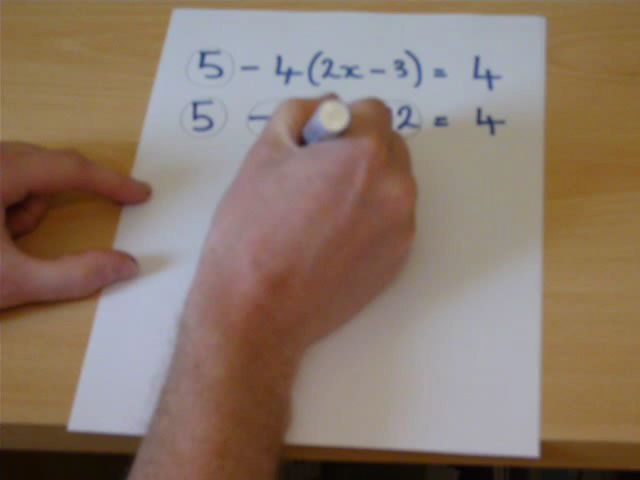 5 - 4(2x - 3) = 4
5 - 2 = 4